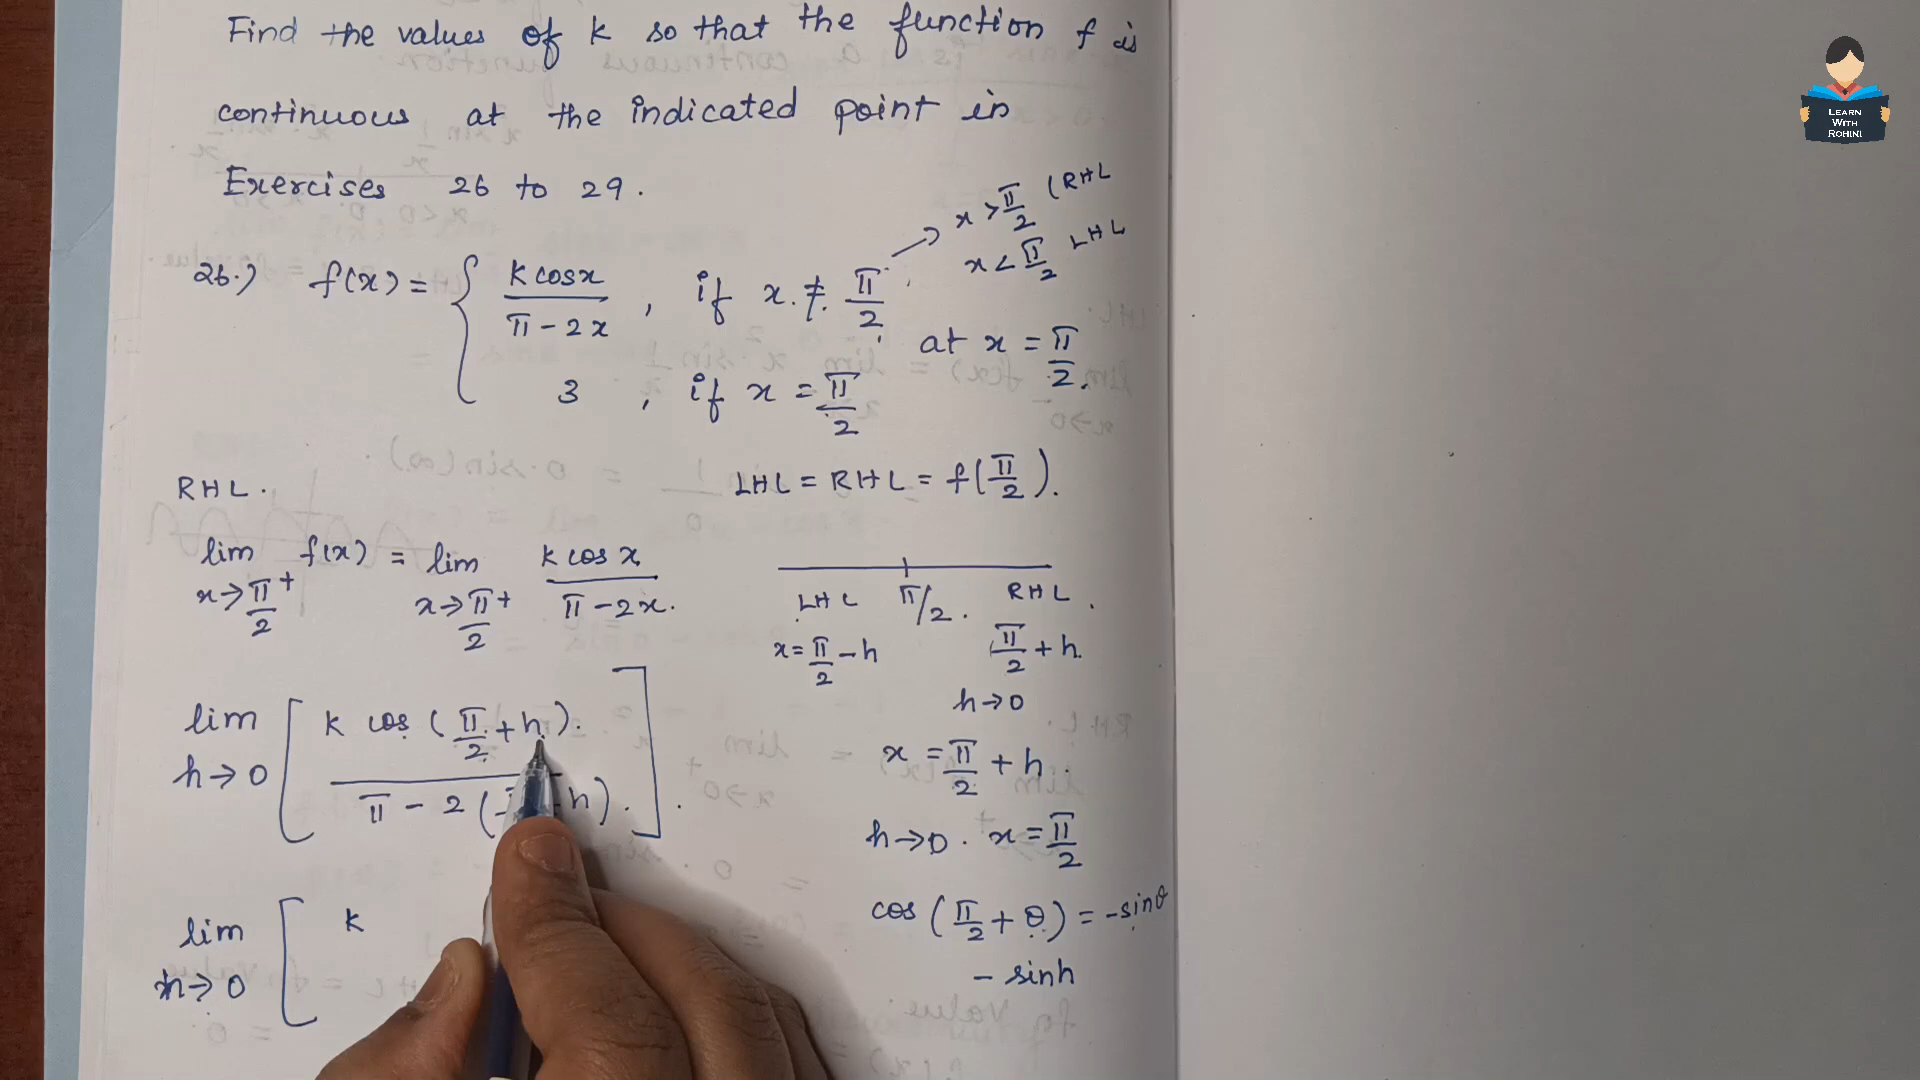 Find the values of k so that the function f is
continuous at the indicated point in
Exercises 26 to 29.
x > π/2 (RHL
x < π/2 LHL
26.) f(x) = { k cosx / π - 2x , if x ≠ π/2
at x = π/2.
3 , if x = π/2
RHL.
LHL = RHL = f(π/2).
lim x→π/2+ f(x) = lim x→π/2+ k cos x / π - 2x.
LHL π/2. RHL.
x = π/2 - h π/2 + h.
h→0
lim h→0 [ k cos (π/2 + h). / π - 2 ( h). ].
x = π/2 + h.
h→0. x = π/2
lim h→0 [ k
cos (π/2 + θ) = -sinθ
- sinh
LEARN
WITH
ROHINI